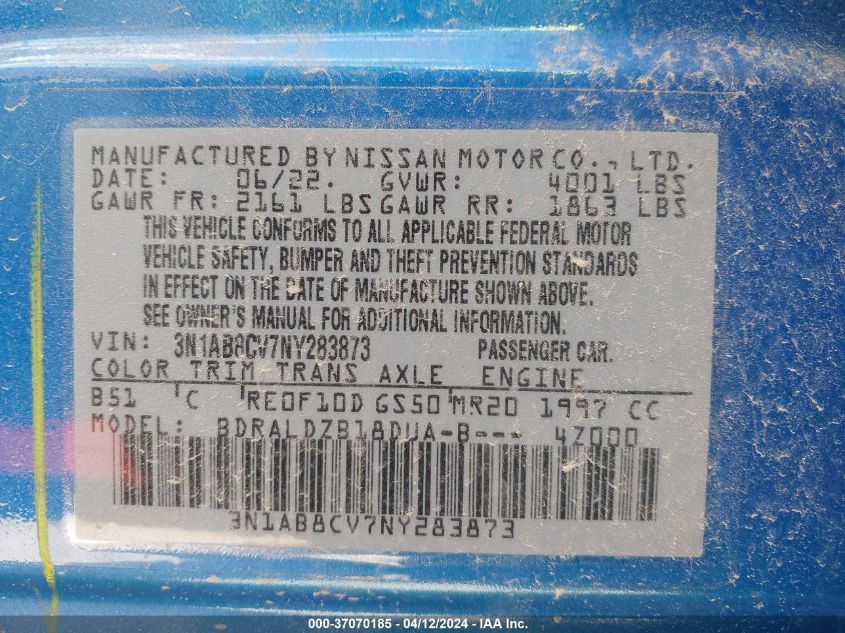 MANUFACTURED BY NISSAN MOTOR CO., LTD.
DATE: 06/22. GVWR: 4001 LBS
GAWR FR: 2161 LBS GAWR RR: 1863 LBS
THIS VEHICLE CONFORMS TO ALL APPLICABLE FEDERAL MOTOR
VEHICLE SAFETY, BUMPER AND THEFT PREVENTION STANDARDS
IN EFFECT ON THE DATE OF MANUFACTURE SHOWN ABOVE.
SEE OWNER'S MANUAL FOR ADDITIONAL INFORMATION.
VIN: 3N1AB8CV7NY283873 PASSENGER CAR.
COLOR TRIM TRANS AXLE ENGINE
B51 C RE0F10D GS50 MR20 1997 CC
MODEL: BDRALDZB18DUA-B--- 4Z000
3N1AB8CV7NY283873
000-37070185 - 04/12/2024 - IAA Inc.